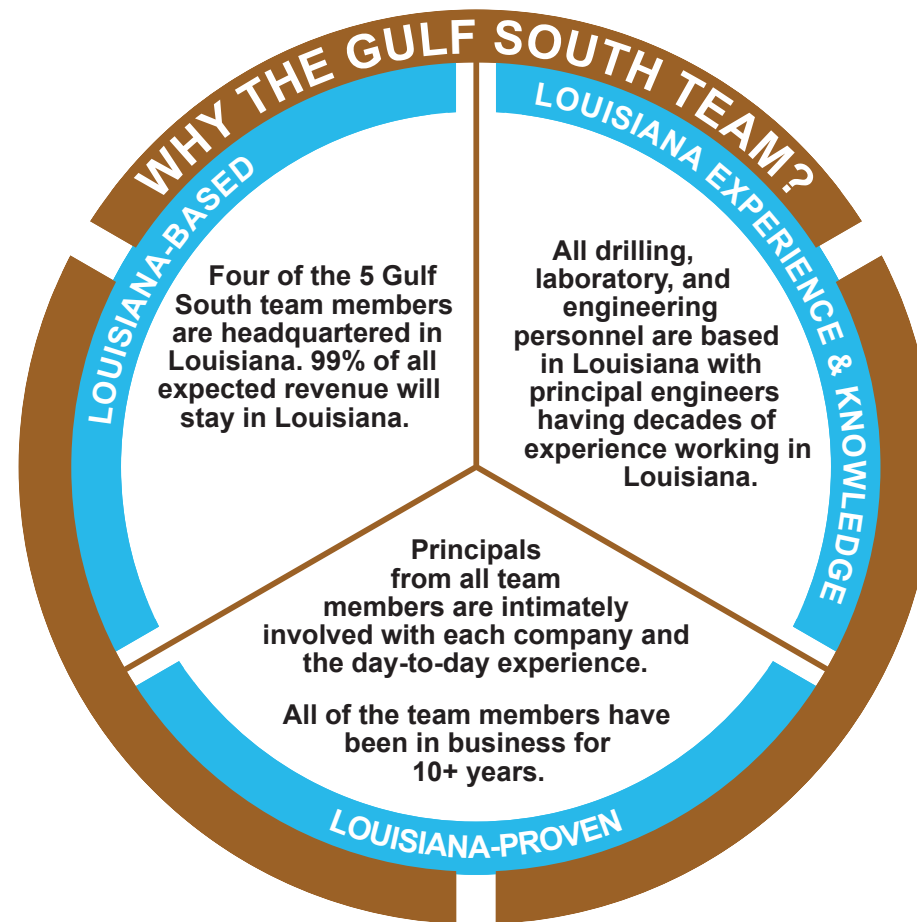 WHY THE GULF SOUTH TEAM?
LOUISIANA-BASED
Four of the 5 Gulf
South team members
are headquartered in
Louisiana. 99% of all
expected revenue will
stay in Louisiana.
LOUISIANA EXPERIENCE & KNOWLEDGE
All drilling,
laboratory, and
engineering
personnel are based
in Louisiana with
principal engineers
having decades of
experience working in
Louisiana.
Principals
from all team
members are intimately
involved with each company and
the day-to-day experience.
All of the team members have
been in business for
10+ years.
LOUISIANA-PROVEN